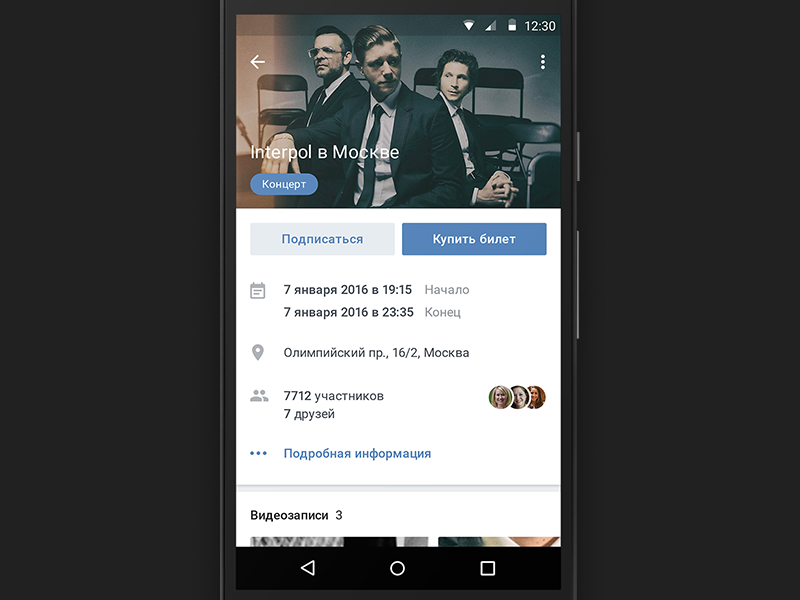 12:30
Interpol в Москве
Концерт
Подписаться
Купить билет
7 января 2016 в 19:15 Начало
7 января 2016 в 23:35 Конец
Олимпийский пр., 16/2, Москва
7712 участников
7 друзей
Подробная информация
Видеозаписи 3